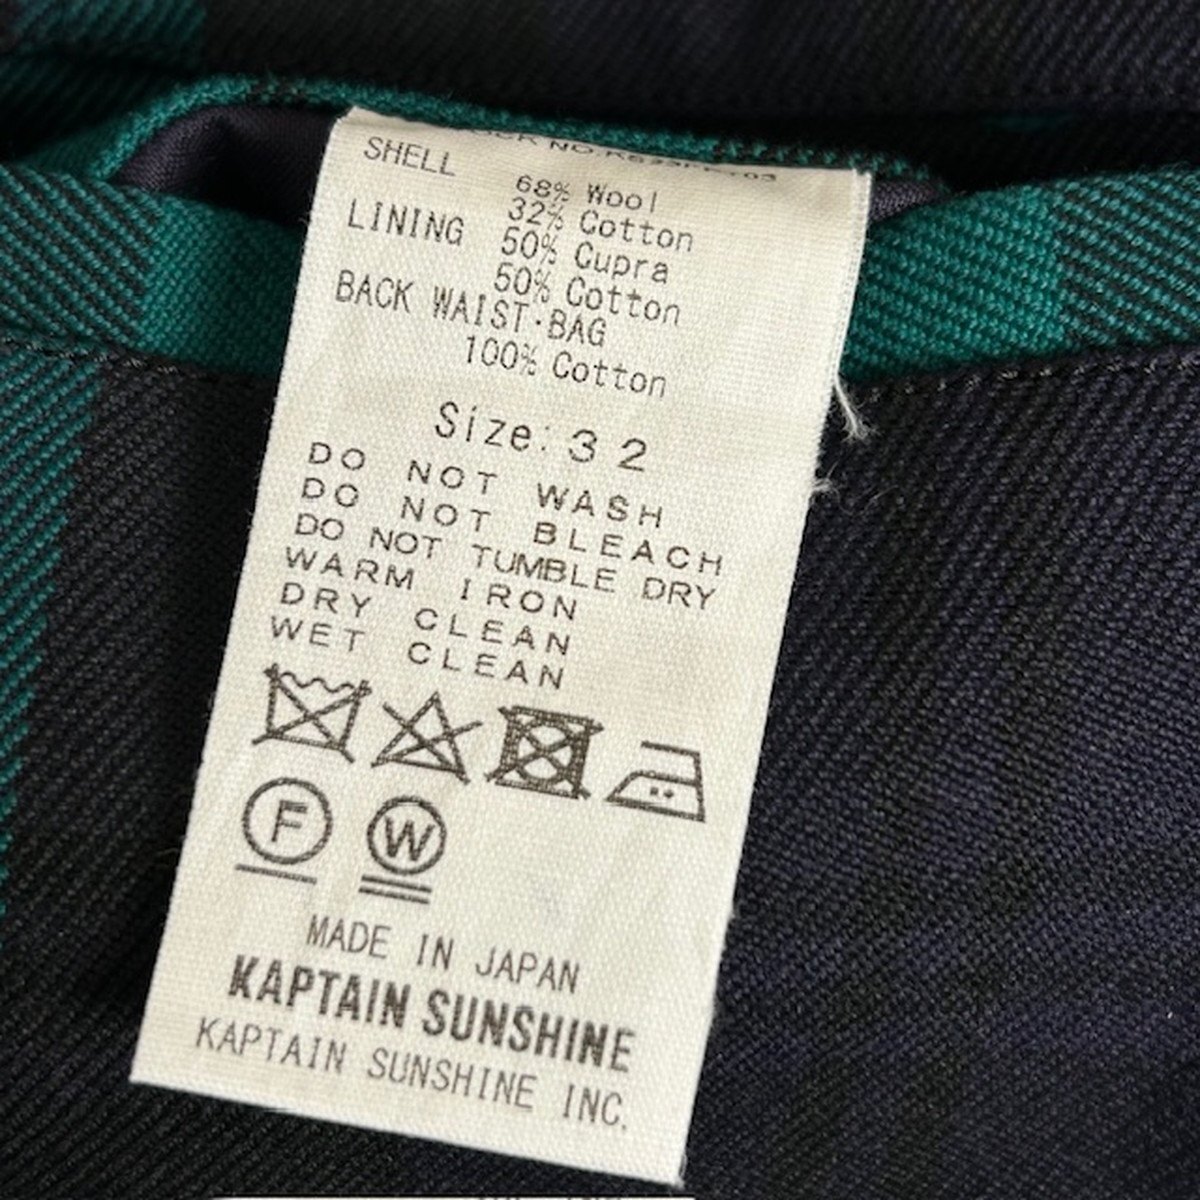 SHELL
68% Wool
32% Cotton
LINING
50% Cupra
50% Cotton
BACK WAIST·BAG
100% Cotton
Size:32
DO NOT WASH
DO NOT BLEACH
DO NOT TUMBLE DRY
WARM IRON
DRY CLEAN
WET CLEAN
F W
MADE IN JAPAN
KAPTAIN SUNSHINE
KAPTAIN SUNSHINE INC.